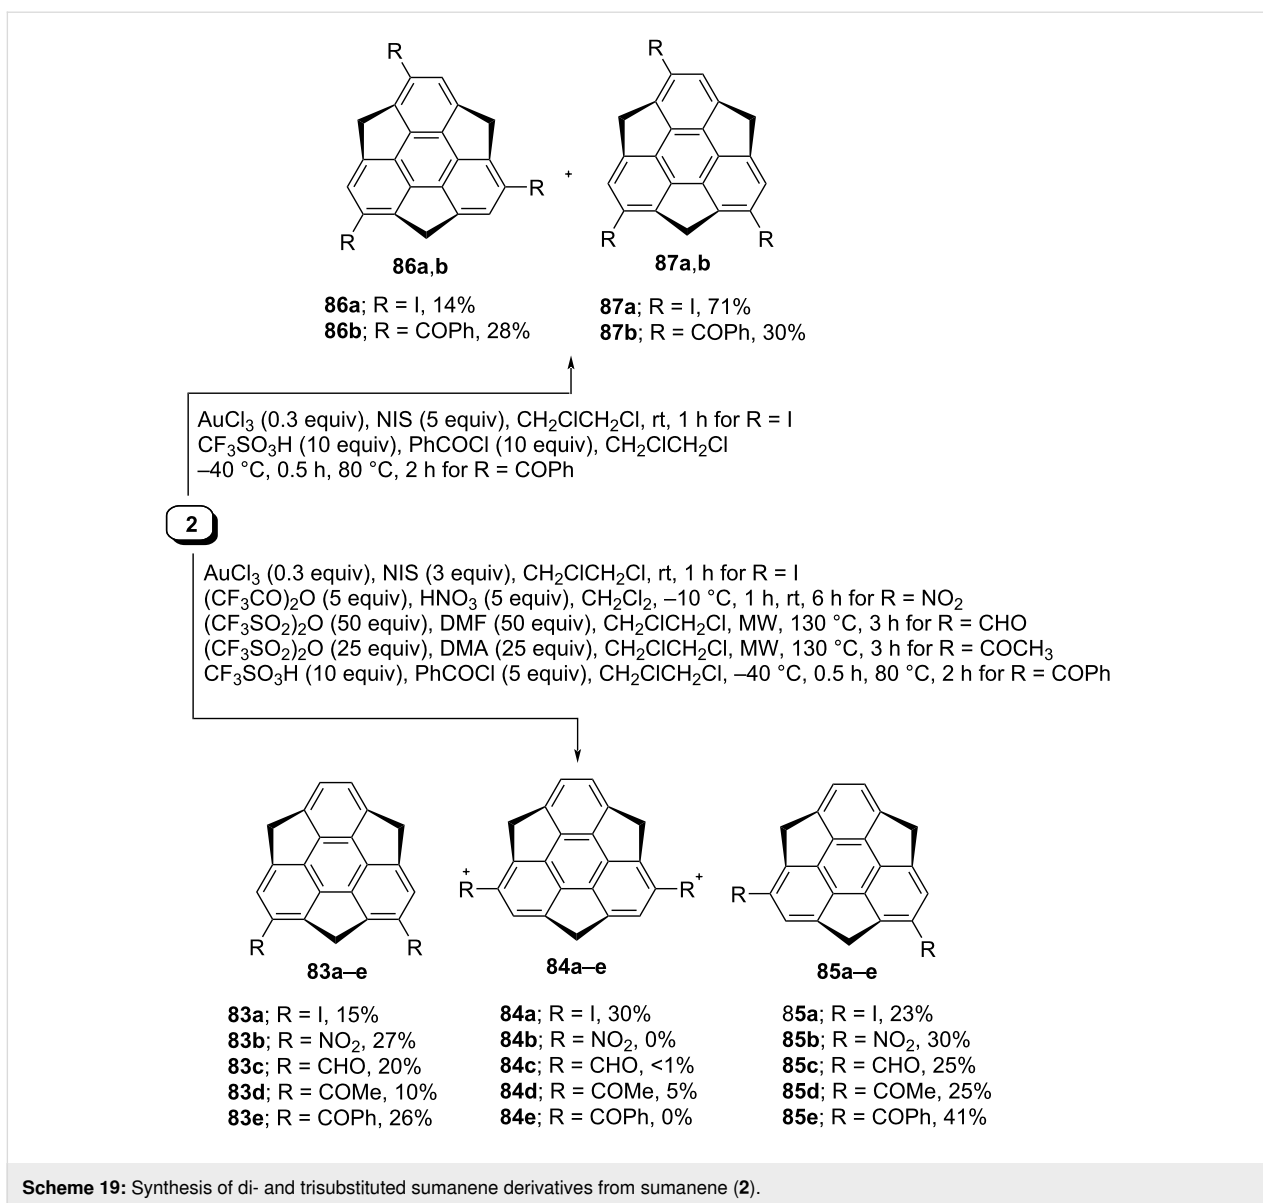 R R
R R
+
R R R
86a,b 87a,b
86a; R = I, 14% 87a; R = I, 71%
86b; R = COPh, 28% 87b; R = COPh, 30%
AuCl3 (0.3 equiv), NIS (5 equiv), CH2ClCH2Cl, rt, 1 h for R = I
CF3SO3H (10 equiv), PhCOCl (10 equiv), CH2ClCH2Cl
–40 °C, 0.5 h, 80 °C, 2 h for R = COPh
2
AuCl3 (0.3 equiv), NIS (3 equiv), CH2ClCH2Cl, rt, 1 h for R = I
(CF3CO)2O (5 equiv), HNO3 (5 equiv), CH2Cl2, –10 °C, 1 h, rt, 6 h for R = NO2
(CF3SO2)2O (50 equiv), DMF (50 equiv), CH2ClCH2Cl, MW, 130 °C, 3 h for R = CHO
(CF3SO2)2O (25 equiv), DMA (25 equiv), CH2ClCH2Cl, MW, 130 °C, 3 h for R = COCH3
CF3SO3H (10 equiv), PhCOCl (5 equiv), CH2ClCH2Cl, –40 °C, 0.5 h, 80 °C, 2 h for R = COPh
+ +
R R R
R R R
83a–e 84a–e 85a–e
83a; R = I, 15% 84a; R = I, 30% 85a; R = I, 23%
83b; R = NO2, 27% 84b; R = NO2, 0% 85b; R = NO2, 30%
83c; R = CHO, 20% 84c; R = CHO, <1% 85c; R = CHO, 25%
83d; R = COMe, 10% 84d; R = COMe, 5% 85d; R = COMe, 25%
83e; R = COPh, 26% 84e; R = COPh, 0% 85e; R = COPh, 41%
Scheme 19: Synthesis of di- and trisubstituted sumanene derivatives from sumanene (2).